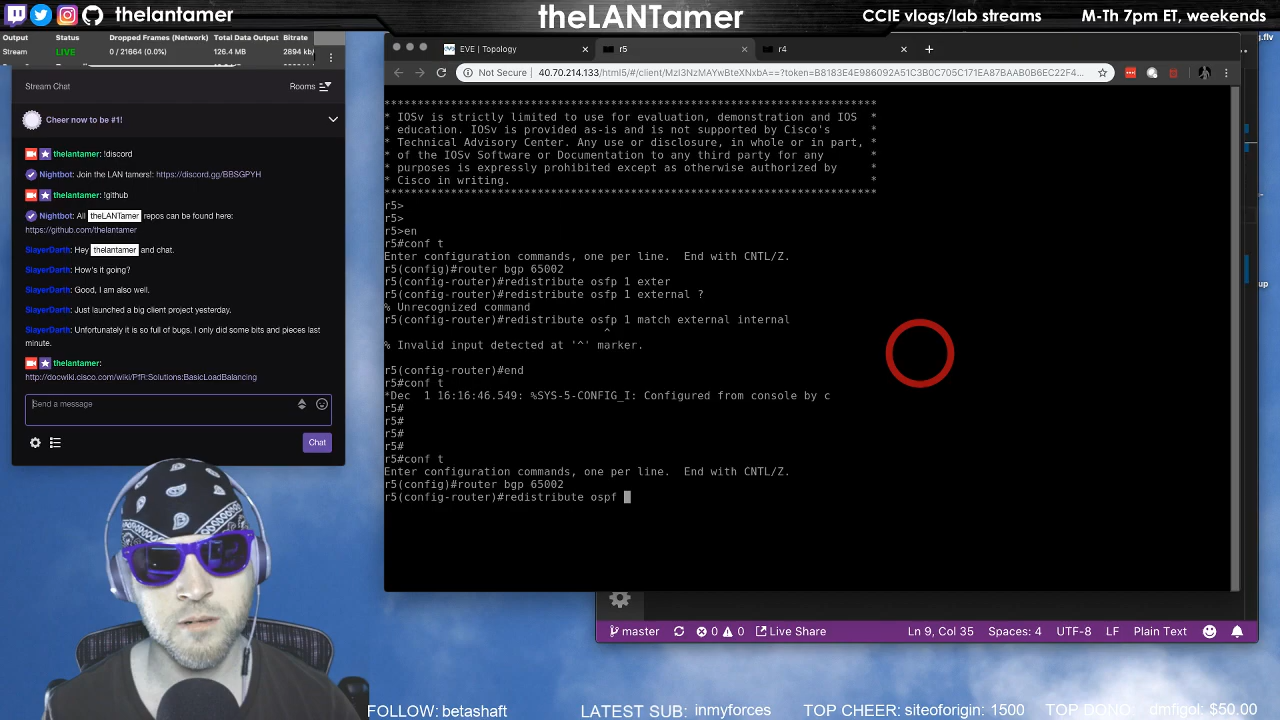 thelantamer
theLANTamer
CCIE vlogs/lab streams
M-Th 7pm ET, weekends
Output
Status
Dropped Frames (Network)
Total Data Output
Bitrate
Stream
LIVE
0 / 21664 (0.0%)
126.4 MB
2894 kb/
Stream Chat
Rooms
Cheer now to be #1!
thelantamer: !discord
Nightbot: Join the LAN tamers!: https://discord.gg/BBSGPYH
thelantamer: !github
Nightbot: All theLANTamer repos can be found here:
https://github.com/thelantamer
SlayerDarth: Hey thelantamer and chat.
SlayerDarth: How's it going?
SlayerDarth: Good, I am also well.
SlayerDarth: Just launched a big client project yesterday.
SlayerDarth: Unfortunately it is so full of bugs. I only did some bits and pieces last
minute.
thelantamer:
http://docwiki.cisco.com/wiki/PfR:Solutions:BasicLoadBalancing
Send a message
Chat
EVE | Topology
r5
r4
Not Secure
40.70.214.133/html5/#/client/MzI3NzMAYwBteXNxbA==?token=B8183E4E986092A51C3B0C705C171EA87BAAB0B6EC22F4...
**********************************************************************
* IOSv is strictly limited to use for evaluation, demonstration and IOS  *
* education. IOSv is provided as-is and is not supported by Cisco's      *
* Technical Advisory Center. Any use or disclosure, in whole or in part, *
* of the IOSv Software or Documentation to any third party for any       *
* purposes is expressly prohibited except as otherwise authorized by     *
* Cisco in writing.                                                      *
**********************************************************************
r5>
r5>
r5>en
r5#conf t
Enter configuration commands, one per line.  End with CNTL/Z.
r5(config)#router bgp 65002
r5(config-router)#redistribute osfp 1 exter
r5(config-router)#redistribute osfp 1 external ?
% Unrecognized command
r5(config-router)#redistribute osfp 1 match external internal
^
% Invalid input detected at '^' marker.
r5(config-router)#end
r5#conf t
*Dec  1 16:16:46.549: %SYS-5-CONFIG_I: Configured from console by c
r5#
r5#
r5#
r5#
r5#conf t
Enter configuration commands, one per line.  End with CNTL/Z.
r5(config)#router bgp 65002
r5(config-router)#redistribute ospf
.flv
up
master
0
0
Live Share
Ln 9, Col 35
Spaces: 4
UTF-8
LF
Plain Text
FOLLOW: betashaft
LATEST SUB: inmyforces
TOP CHEER: siteoforigin: 1500
TOP DONO: dmfigol: $50.00